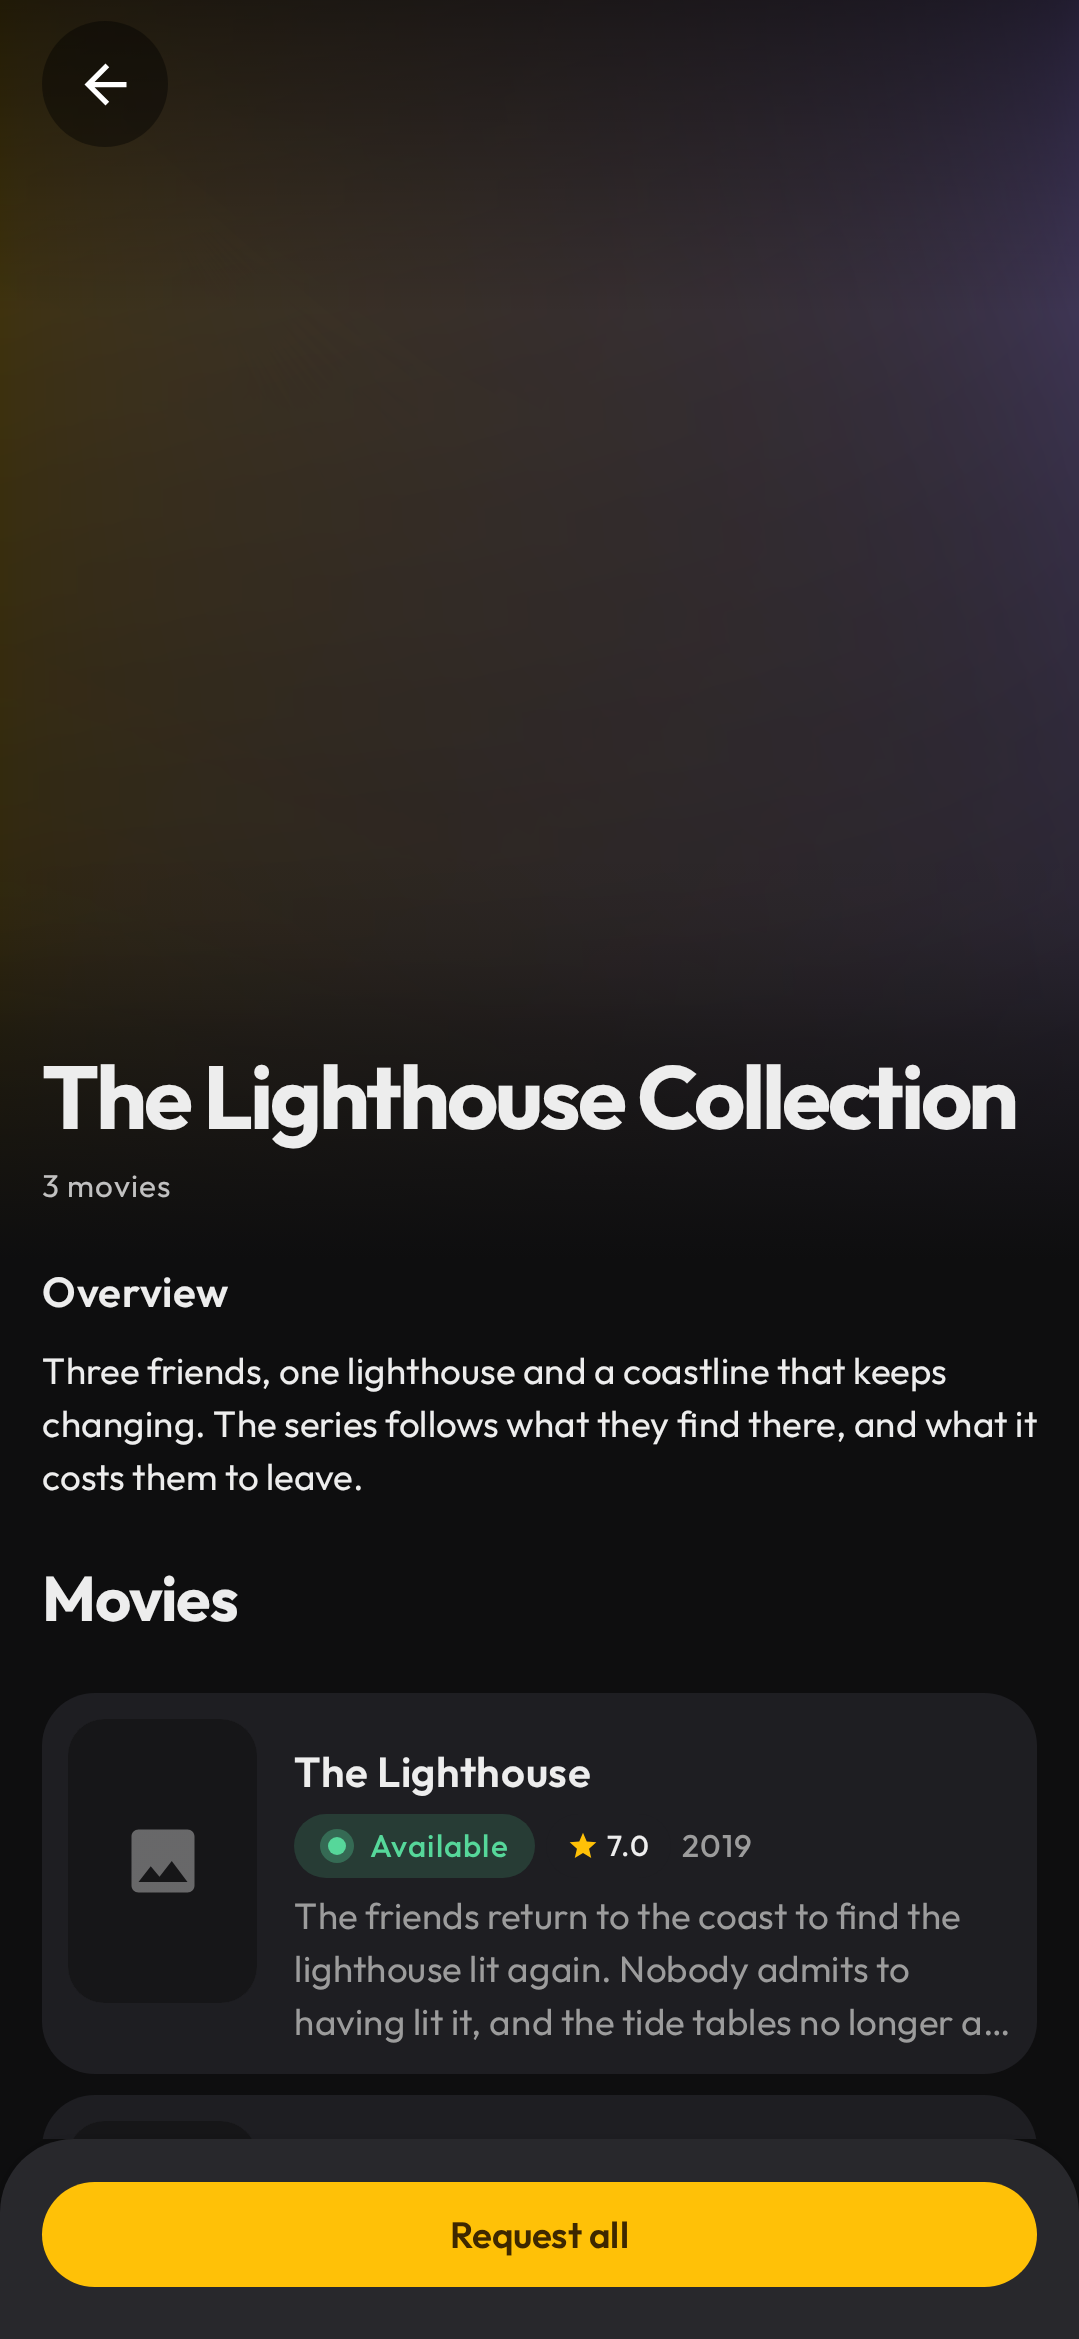 The Lighthouse Collection
3 movies
Overview
Three friends, one lighthouse and a coastline that keeps
changing. The series follows what they find there, and what it
costs them to leave.
Movies
The Lighthouse
Available 7.0 2019
The friends return to the coast to find the
lighthouse lit again. Nobody admits to
having lit it, and the tide tables no longer a...
Request all